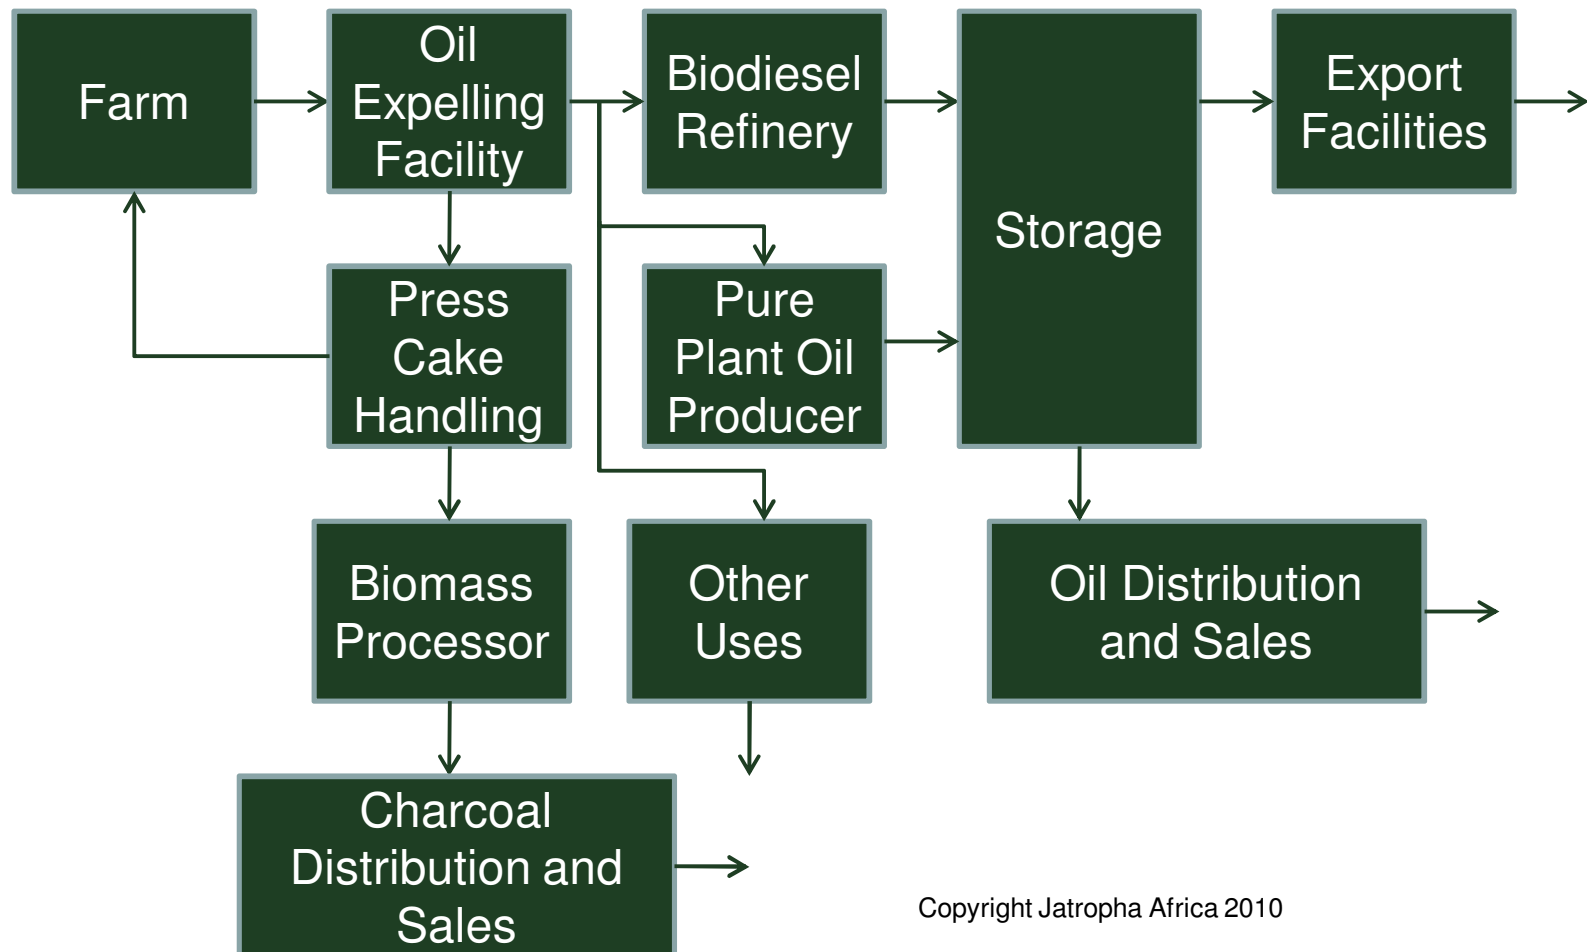 Farm
Oil
Expelling
Facility
Biodiesel
Refinery
Storage
Export
Facilities
Press
Cake
Handling
Pure
Plant Oil
Producer
Biomass
Processor
Other
Uses
Oil Distribution
and Sales
Charcoal
Distribution and
Sales
Copyright Jatropha Africa 2010